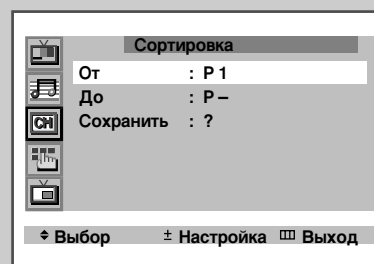 Сортировка
От : P 1
До : P –
Сохранить : ?
CH
Выбор ± Настройка Выход